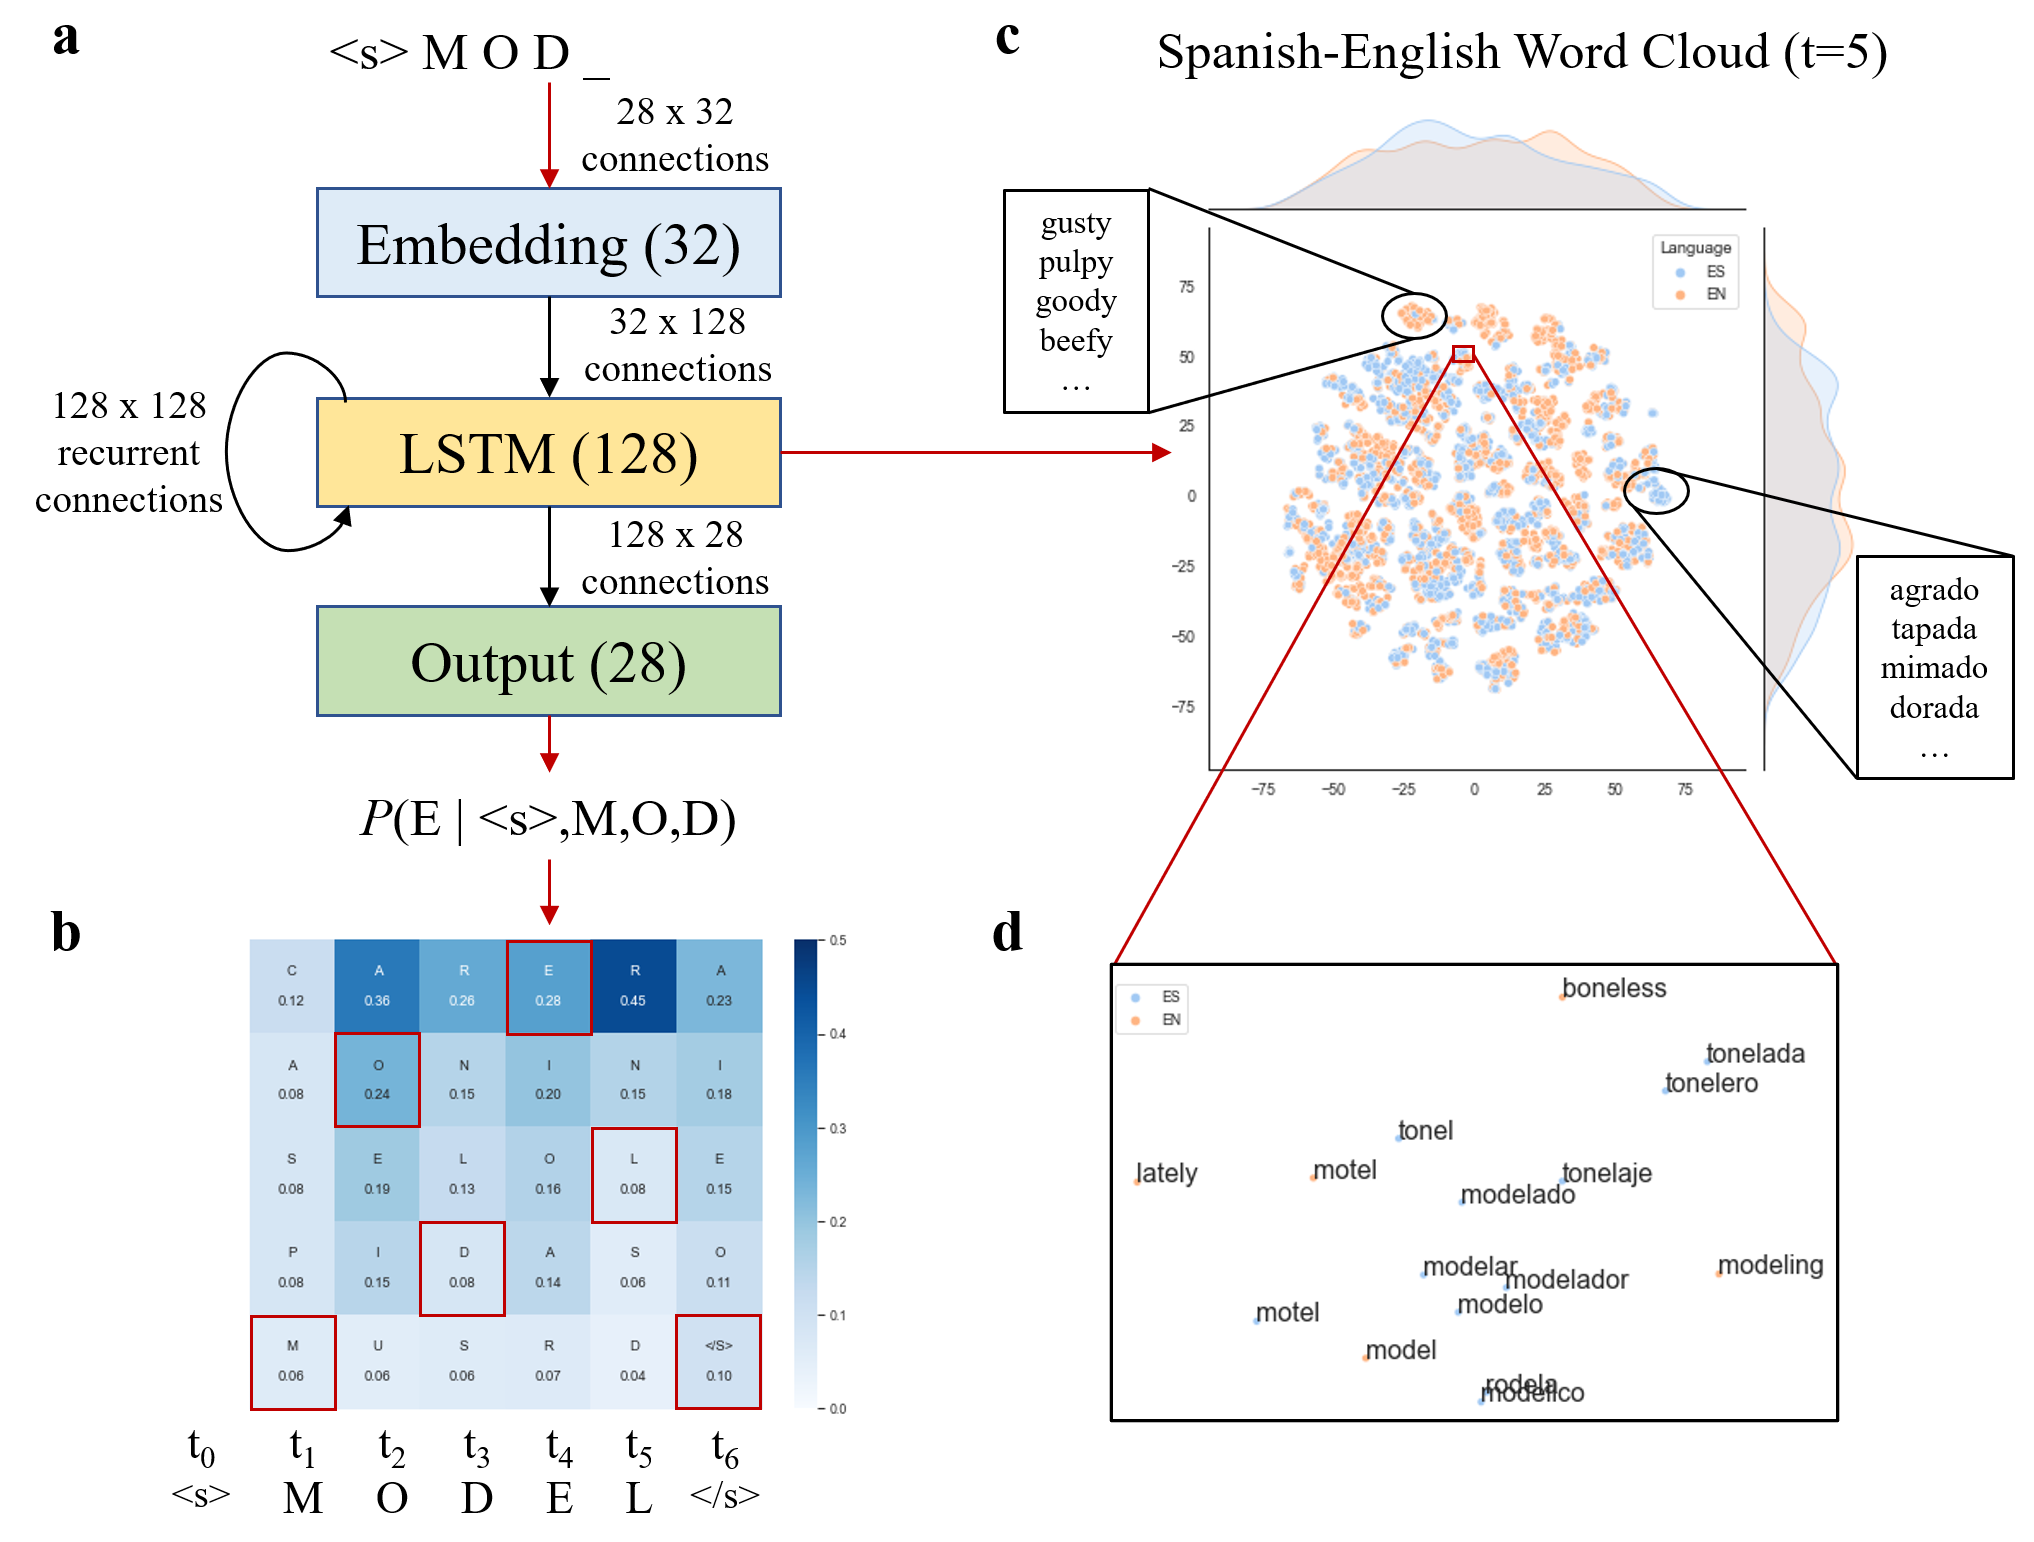 a
<s> M O D _
28 x 32
connections
Embedding (32)
32 x 128
connections
128 x 128
recurrent
connections
LSTM (128)
128 x 28
connections
Output (28)
P(E | <s>,M,O,D)
b
C A R E R A
0.12 0.36 0.26 0.28 0.45 0.23
A O N I N I
0.08 0.24 0.15 0.20 0.15 0.18
S E L O L E
0.08 0.19 0.13 0.16 0.08 0.15
P I D A S O
0.08 0.15 0.08 0.14 0.06 0.11
M U S R D </S>
0.06 0.06 0.06 0.07 0.04 0.10
0.5
0.4
0.3
0.2
0.1
0.0
t0 t1 t2 t3 t4 t5 t6
<s> M O D E L </s>
c
Spanish-English Word Cloud (t=5)
gusty
pulpy
goody
beefy
…
Language
ES
EN
75
50
25
0
−25
−50
−75
−75 −50 −25 0 25 50 75
agrado
tapada
mimado
dorada
…
d
ES
EN
boneless
tonelada
tonelero
tonel
lately
motel
tonelaje
modelado
modelar
modelador
modeling
modelo
motel
model
rodela
modelico